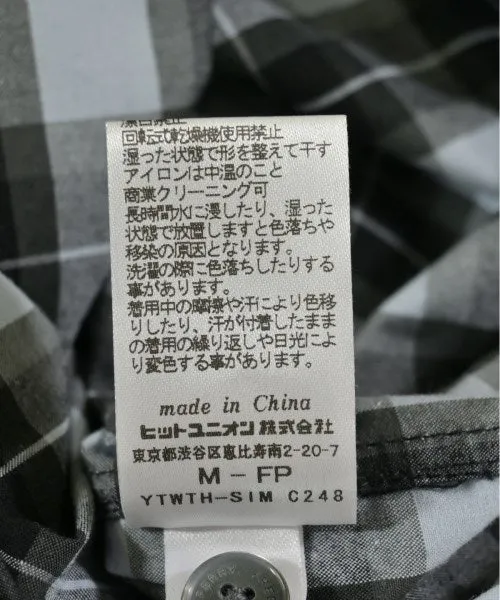 漂白禁止
回転式乾燥機使用禁止
湿った状態で形を整えて干す
アイロンは中温のこと
商業クリーニング可
長時間水に浸したり、湿った
状態で放置しますと色落ちや
移染の原因となります。
洗濯の際に色落ちしたりする
事があります。
着用中の摩擦や汗により色移
りしたり、汗が付着したまま
の着用の繰り返しや日光によ
り変色する事が有ります。
made in China
ヒットユニオン株式会社
東京都渋谷区恵比寿南2-20-7
M-FP
YTWTH-SIM C248